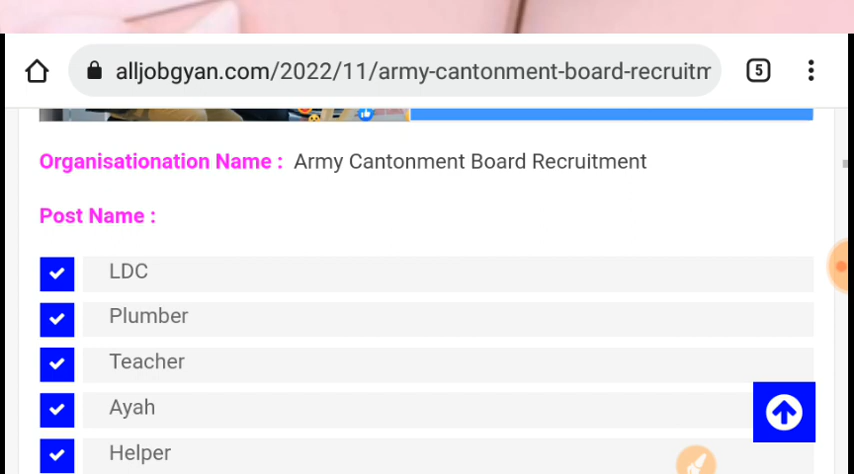 alljobgyan.com/2022/11/army-cantonment-board-recruitm
5
Organisationation Name : Army Cantonment Board Recruitment
Post Name :
LDC
Plumber
Teacher
Ayah
Helper